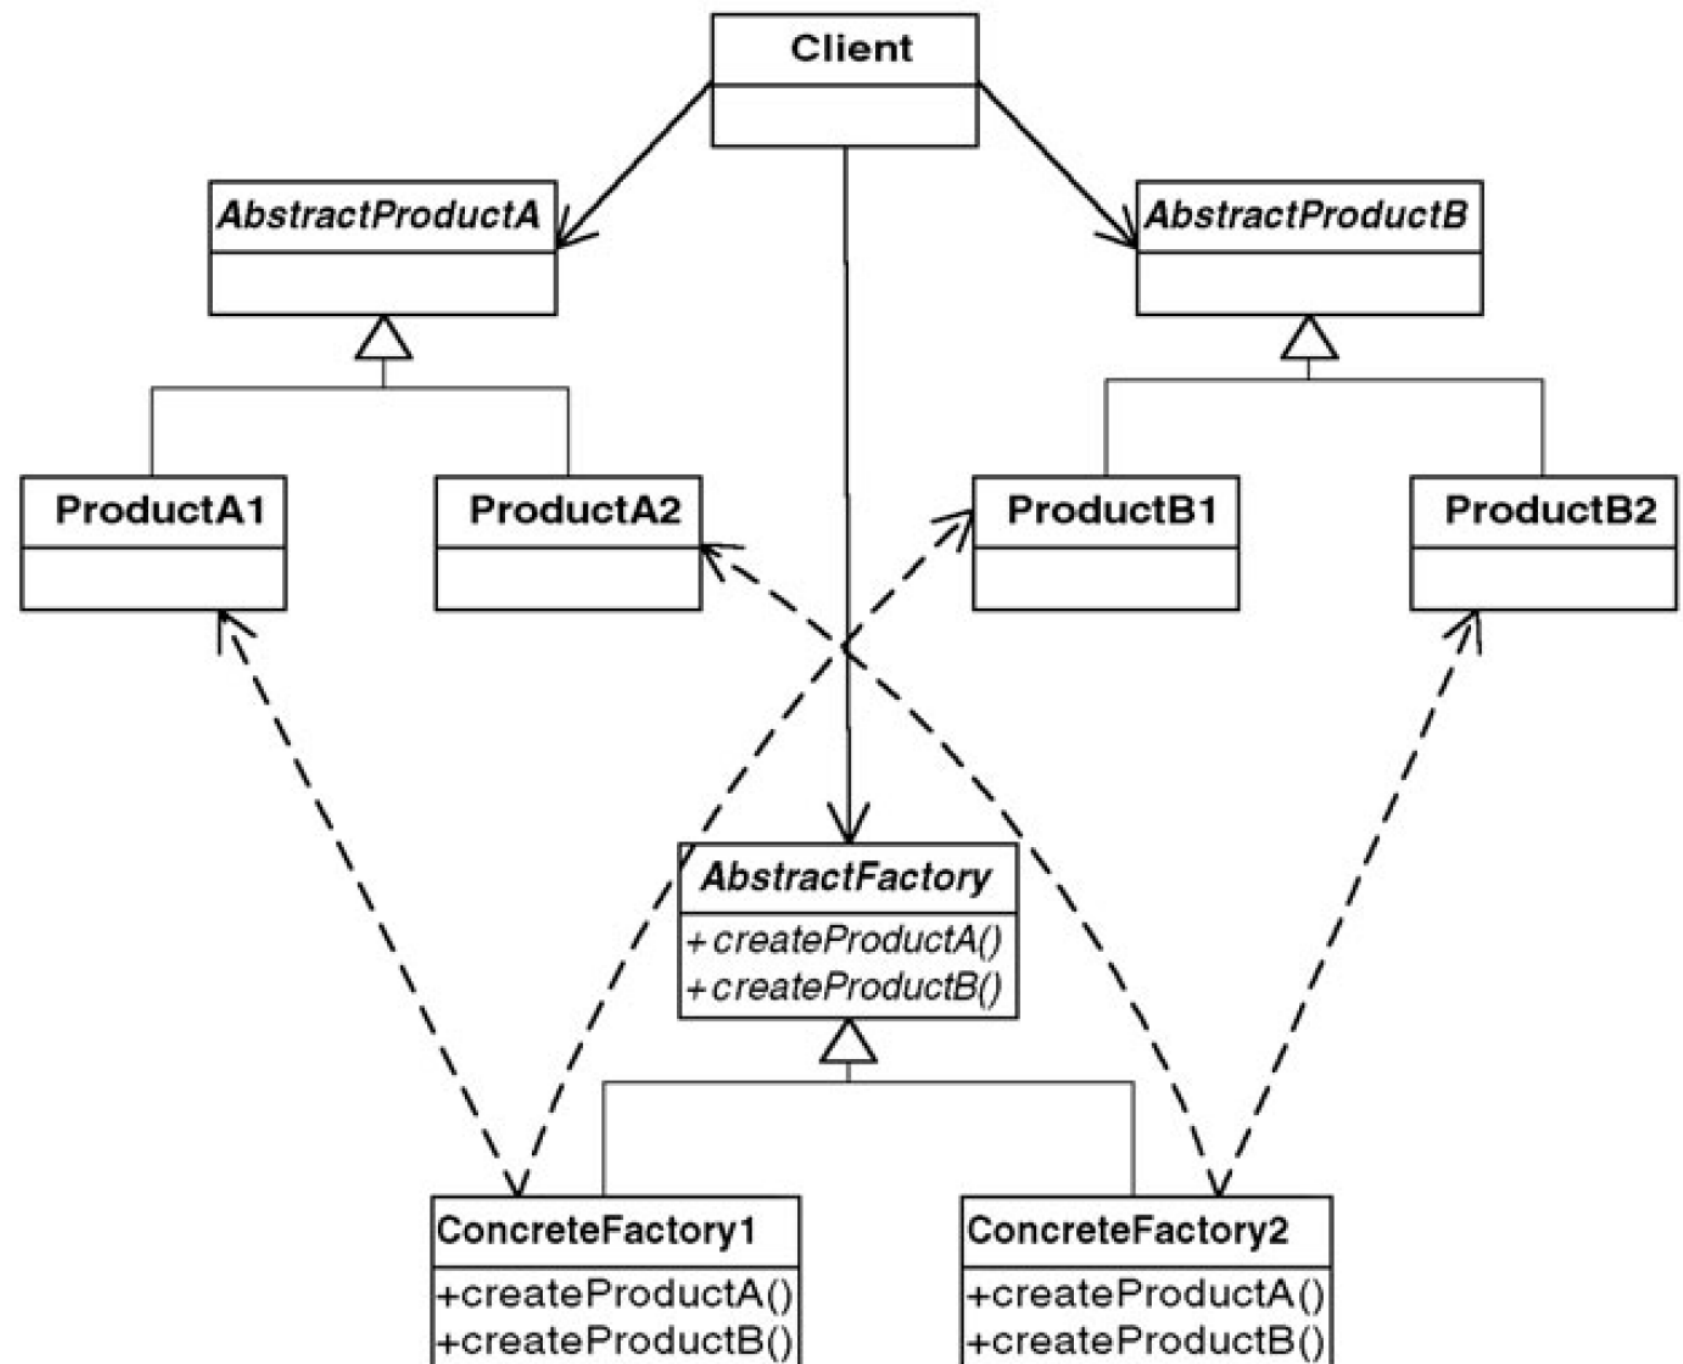 Client
AbstractProductA
AbstractProductB
ProductA1
ProductA2
ProductB1
ProductB2
AbstractFactory
+createProductA()
+createProductB()
ConcreteFactory1
+createProductA()
+createProductB()
ConcreteFactory2
+createProductA()
+createProductB()